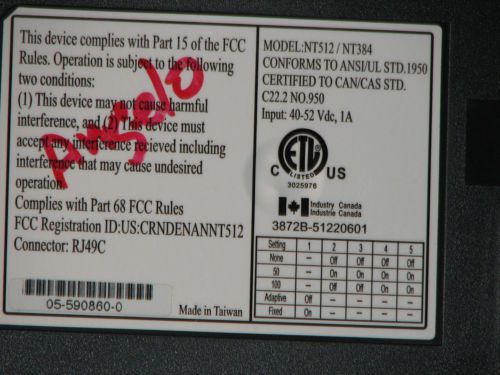 This device complies with Part 15 of the FCC
Rules. Operation is subject to the following
two conditions:
(1) This device may not cause harmful
interference, and (2) This device must
accept any interference recieved including
interference that may cause undesired
operation.
Complies with Part 68 FCC Rules
FCC Registration ID:US:CRNDENANNT512
Connector: RJ49C
05-590860-0
Made in Taiwan
Angelo
MODEL:NT512 / NT384
CONFORMS TO ANSI/UL STD.1950
CERTIFIED TO CAN/CAS STD.
C22.2 NO.950
Input: 40-52 Vdc, 1A
C ETL US
LISTED
3025976
Industry Canada
Industrie Canada
3872B-51220601
Setting 1 2 3 4 5
None - Off Off Off Off
50 - On On On On
100 - Off Off On On
Adaptive Off - - - -
Fixed On - - - -